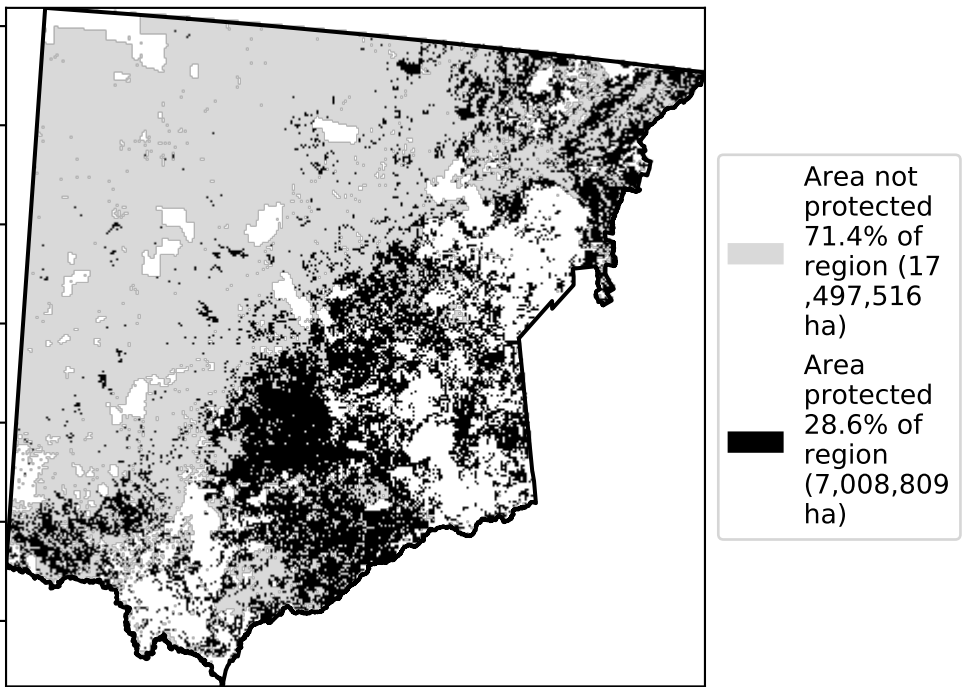 Area not
protected
71.4% of
region (17
,497,516
ha)
Area
protected
28.6% of
region
(7,008,809
ha)